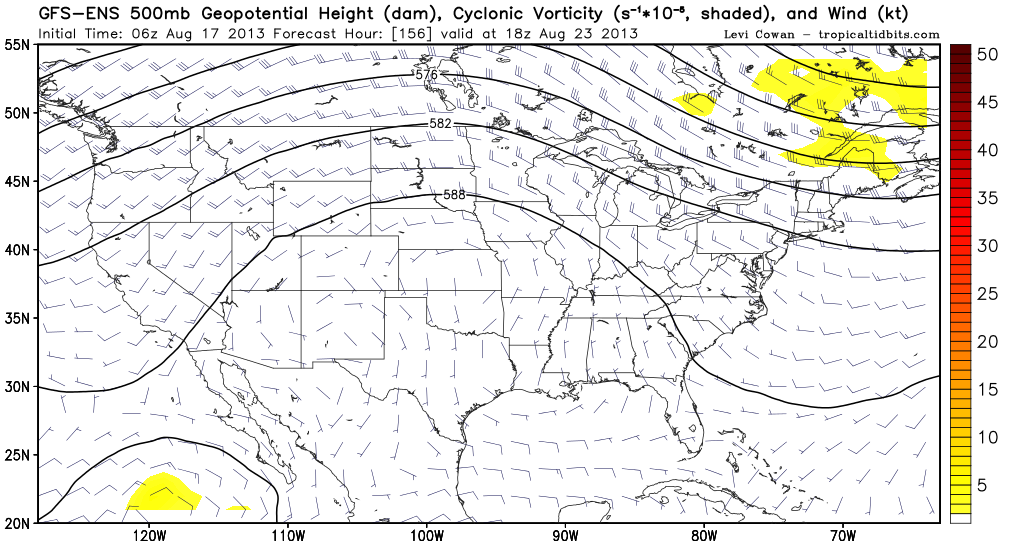 GFS-ENS 500mb Geopotential Height (dam), Cyclonic Vorticity (s⁻¹*10⁻⁵, shaded), and Wind (kt)
Initial Time: 06z Aug 17 2013 Forecast Hour: [156] valid at 18z Aug 23 2013 Levi Cowan – tropicaltidbits.com
55N
50N
45N
40N
35N
30N
25N
20N
120W 110W 100W 90W 80W 70W
576
582
588
50
45
40
35
30
25
20
15
10
5